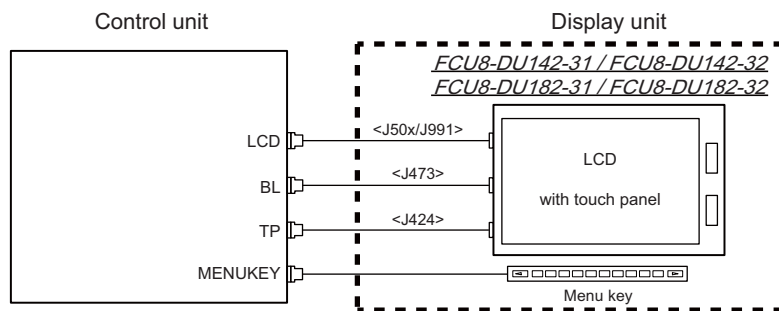 Control unit
Display unit
FCU8-DU142-31 / FCU8-DU142-32
FCU8-DU182-31 / FCU8-DU182-32
LCD
<J50x/J991>
BL
<J473>
TP
<J424>
MENUKEY
LCD
with touch panel
Menu key